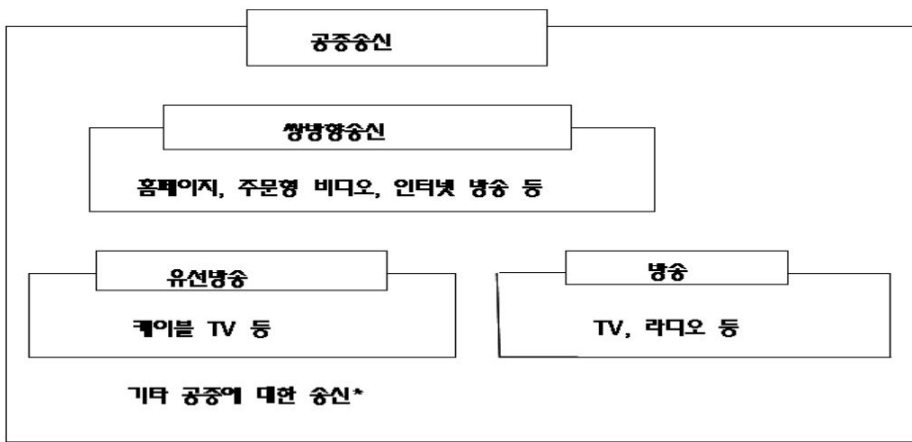 공중송신
쌍방향송신
홈페이지, 주문형 비디오, 인터넷 방송 등
유선방송
방송
케이블 TV 등
TV, 라디오 등
기타 공중에 대한 송신*